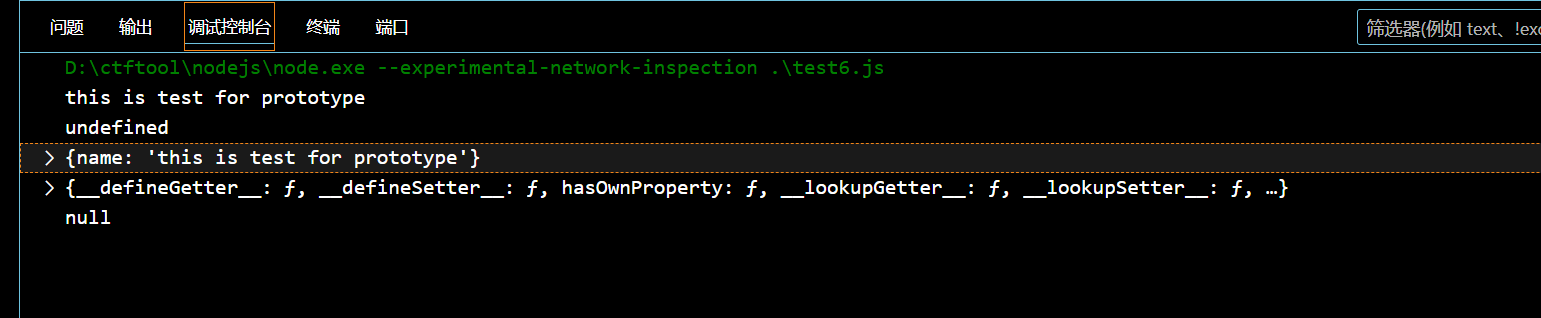 问题 输出 调试控制台 终端 端口 筛选器(例如 text、!exc
D:\ctftool\nodejs\node.exe --experimental-network-inspection .\test6.js
this is test for prototype
undefined
{name: 'this is test for prototype'}
{__defineGetter__: ƒ, __defineSetter__: ƒ, hasOwnProperty: ƒ, __lookupGetter__: ƒ, __lookupSetter__: ƒ, …}
null